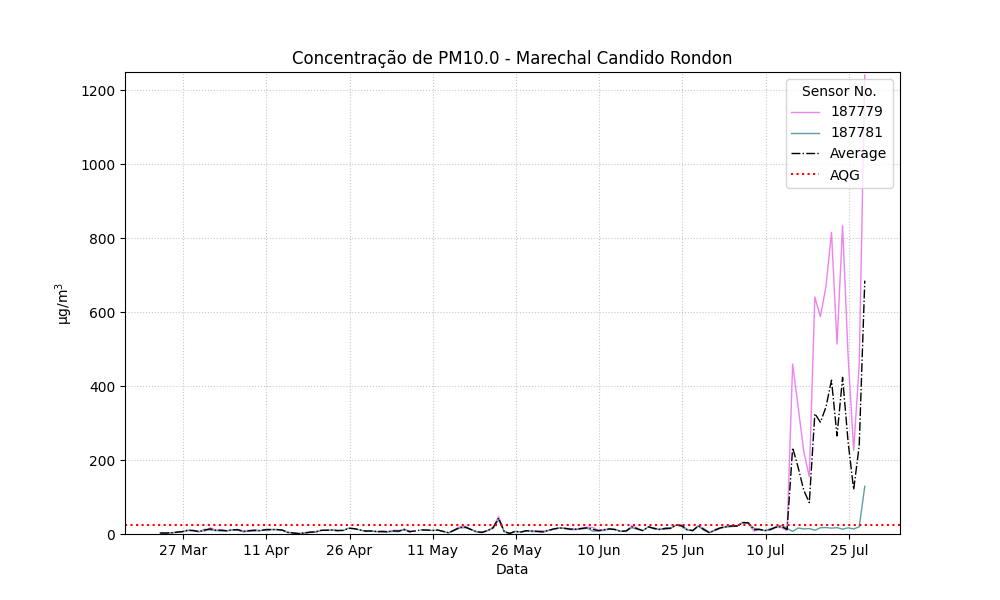 Concentração de PM10.0 - Marechal Candido Rondon
Sensor No.
187779
187781
Average
AQG
1200
1000
800
600
400
200
0
µg/m³
27 Mar
11 Apr
26 Apr
11 May
26 May
10 Jun
25 Jun
10 Jul
25 Jul
Data